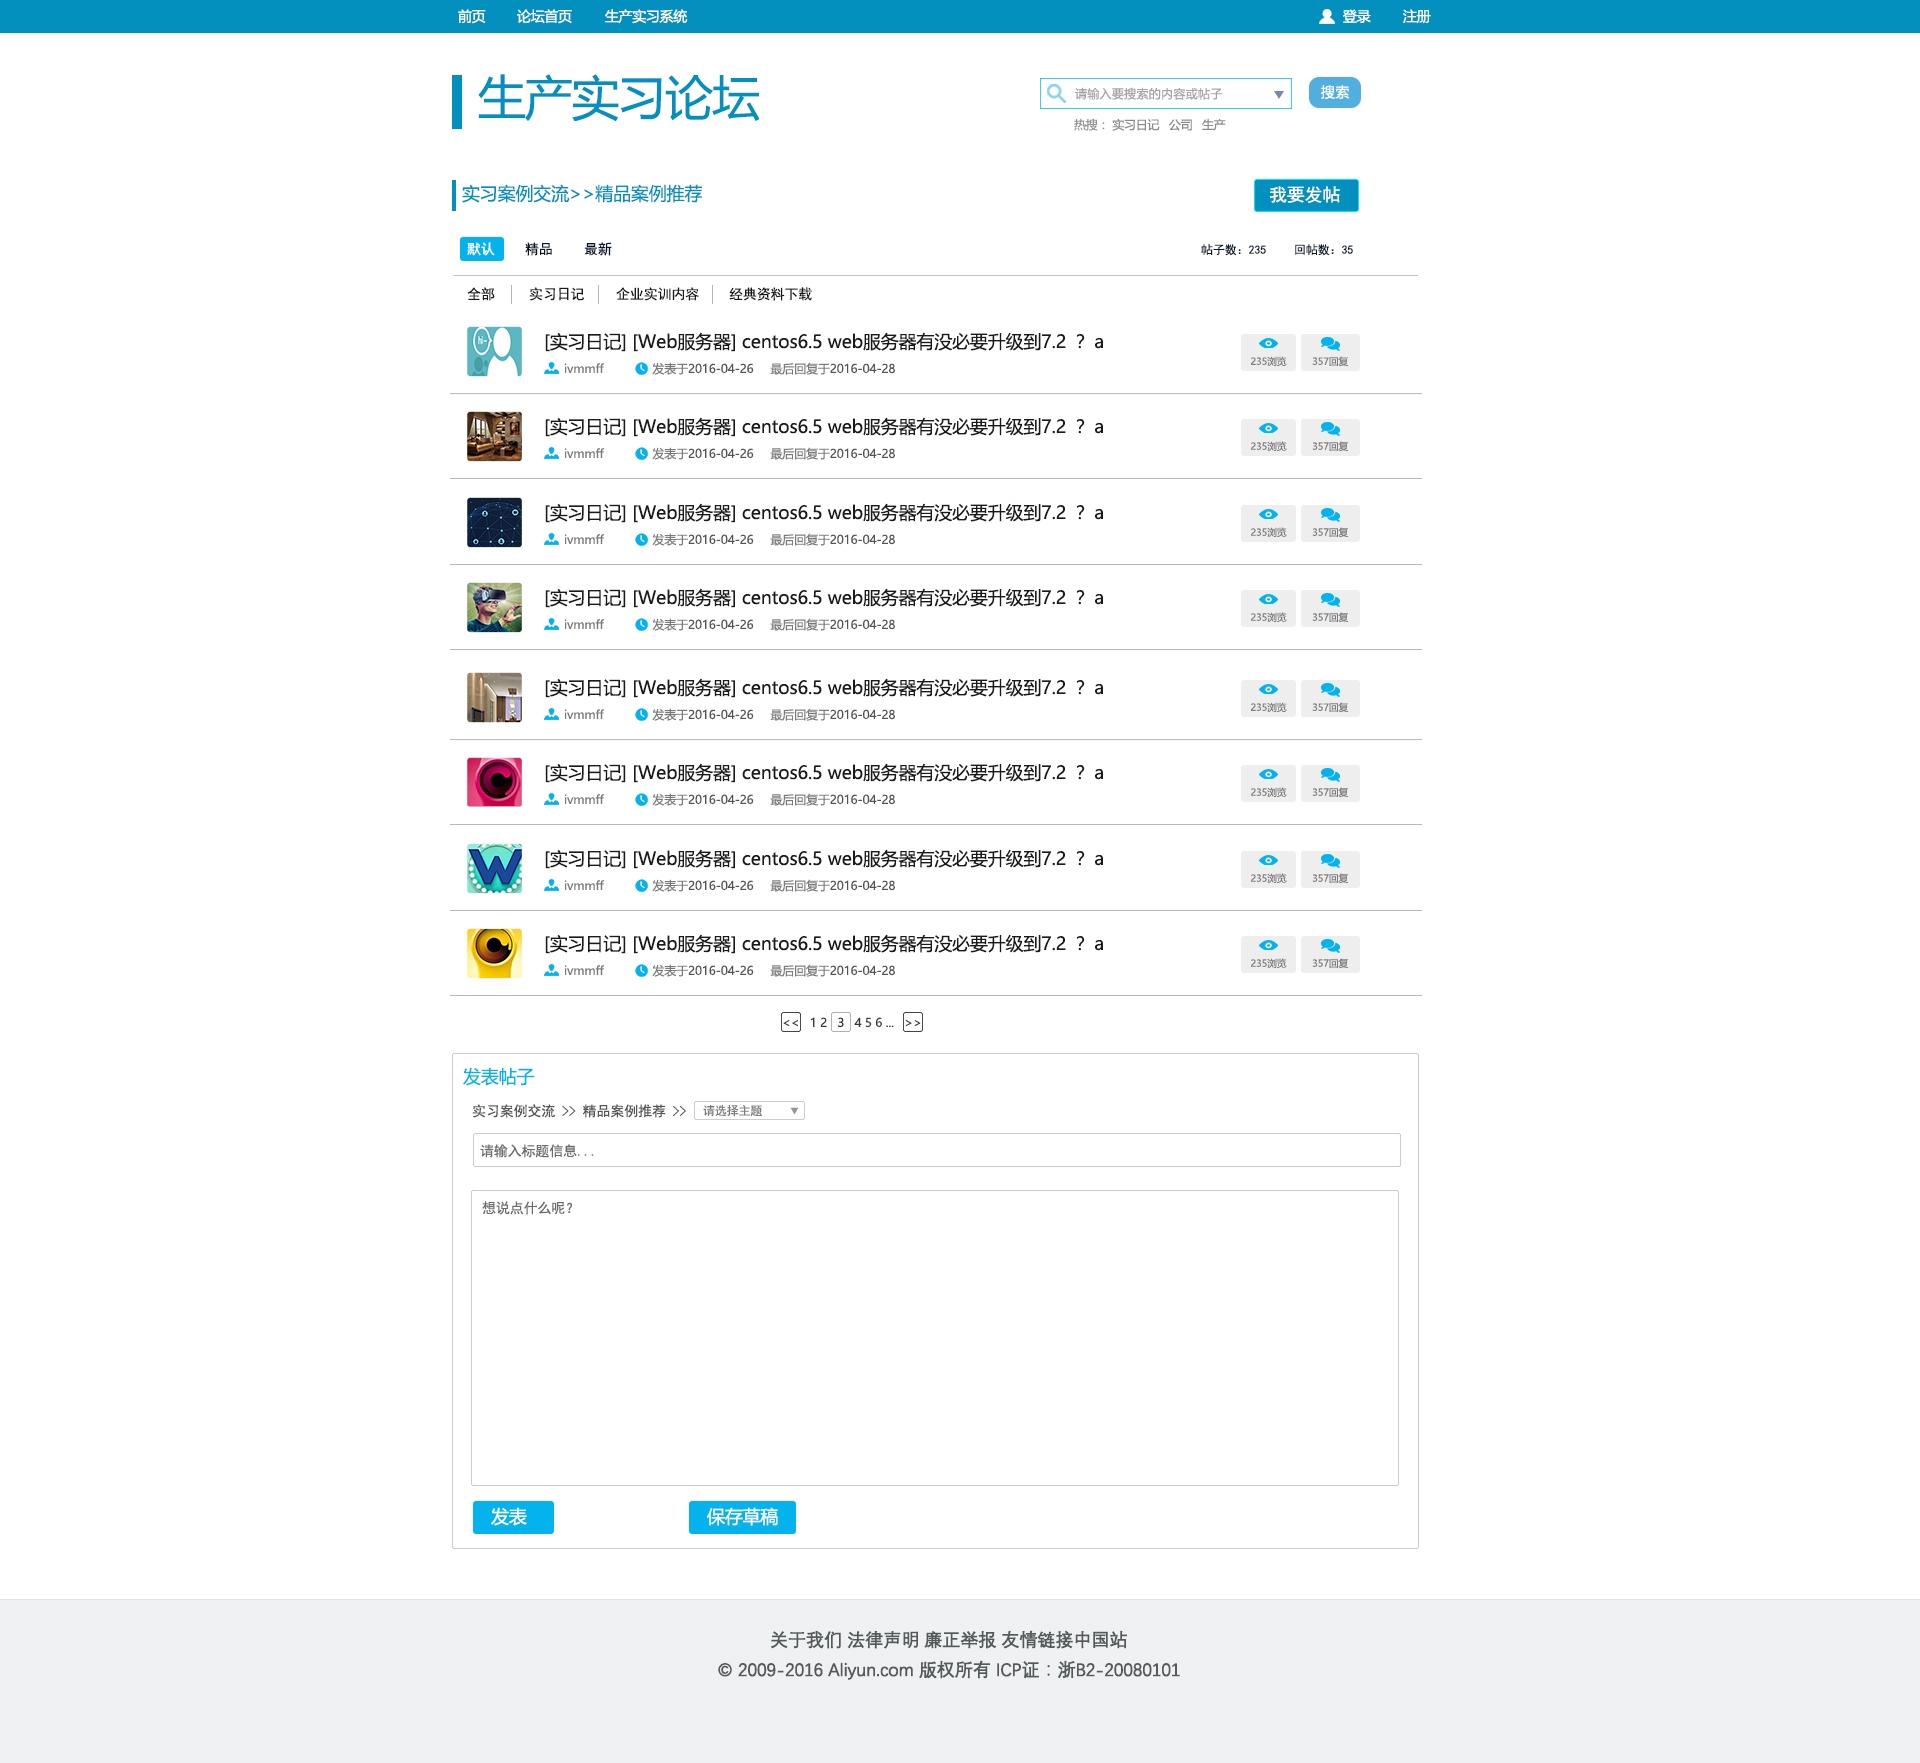 前页 论坛首页 生产实习系统 登录 注册
生产实习论坛
请输入要搜索的内容或帖子 搜索
热搜：实习日记 公司 生产
实习案例交流>>精品案例推荐 我要发帖
默认 精品 最新 帖子数：235 回帖数：35
全部 实习日记 企业实训内容 经典资料下载
hi~
[实习日记] [Web服务器] centos6.5 web服务器有没必要升级到7.2 ？a
ivmmff 发表于2016-04-26 最后回复于2016-04-28 235浏览 357回复
[实习日记] [Web服务器] centos6.5 web服务器有没必要升级到7.2 ？a
ivmmff 发表于2016-04-26 最后回复于2016-04-28 235浏览 357回复
[实习日记] [Web服务器] centos6.5 web服务器有没必要升级到7.2 ？a
ivmmff 发表于2016-04-26 最后回复于2016-04-28 235浏览 357回复
[实习日记] [Web服务器] centos6.5 web服务器有没必要升级到7.2 ？a
ivmmff 发表于2016-04-26 最后回复于2016-04-28 235浏览 357回复
[实习日记] [Web服务器] centos6.5 web服务器有没必要升级到7.2 ？a
ivmmff 发表于2016-04-26 最后回复于2016-04-28 235浏览 357回复
[实习日记] [Web服务器] centos6.5 web服务器有没必要升级到7.2 ？a
ivmmff 发表于2016-04-26 最后回复于2016-04-28 235浏览 357回复
W
[实习日记] [Web服务器] centos6.5 web服务器有没必要升级到7.2 ？a
ivmmff 发表于2016-04-26 最后回复于2016-04-28 235浏览 357回复
[实习日记] [Web服务器] centos6.5 web服务器有没必要升级到7.2 ？a
ivmmff 发表于2016-04-26 最后回复于2016-04-28 235浏览 357回复
<< 1 2 3 4 5 6 ... >>
发表帖子
实习案例交流 >> 精品案例推荐 >> 请选择主题
请输入标题信息...
想说点什么呢？
发表 保存草稿
关于我们 法律声明 廉正举报 友情链接中国站
© 2009-2016 Aliyun.com 版权所有 ICP证：浙B2-20080101